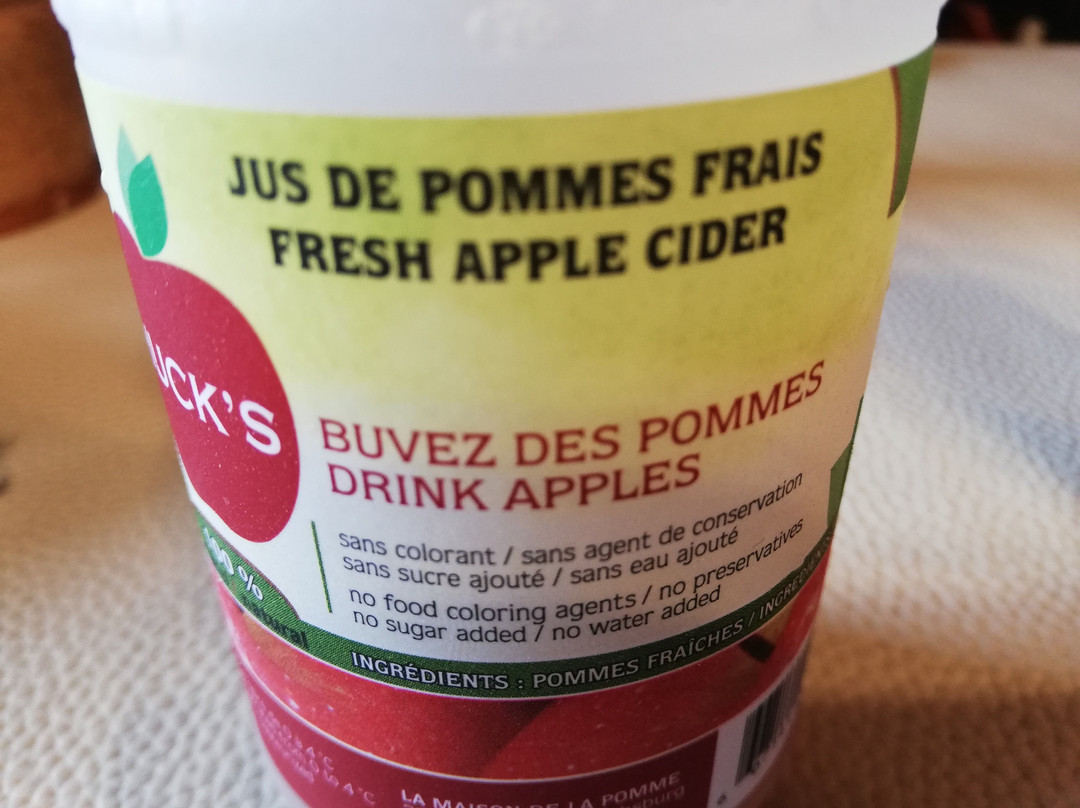 JUS DE POMMES FRAIS
FRESH APPLE CIDER
UCK'S
BUVEZ DES POMMES
DRINK APPLES
sans colorant / sans agent de conservation
sans sucre ajouté / sans eau ajouté
no food coloring agents / no preservatives
no sugar added / no water added
100 %
INGRÉDIENTS : POMMES FRAÎCHES /
LA MAISON DE LA POMME